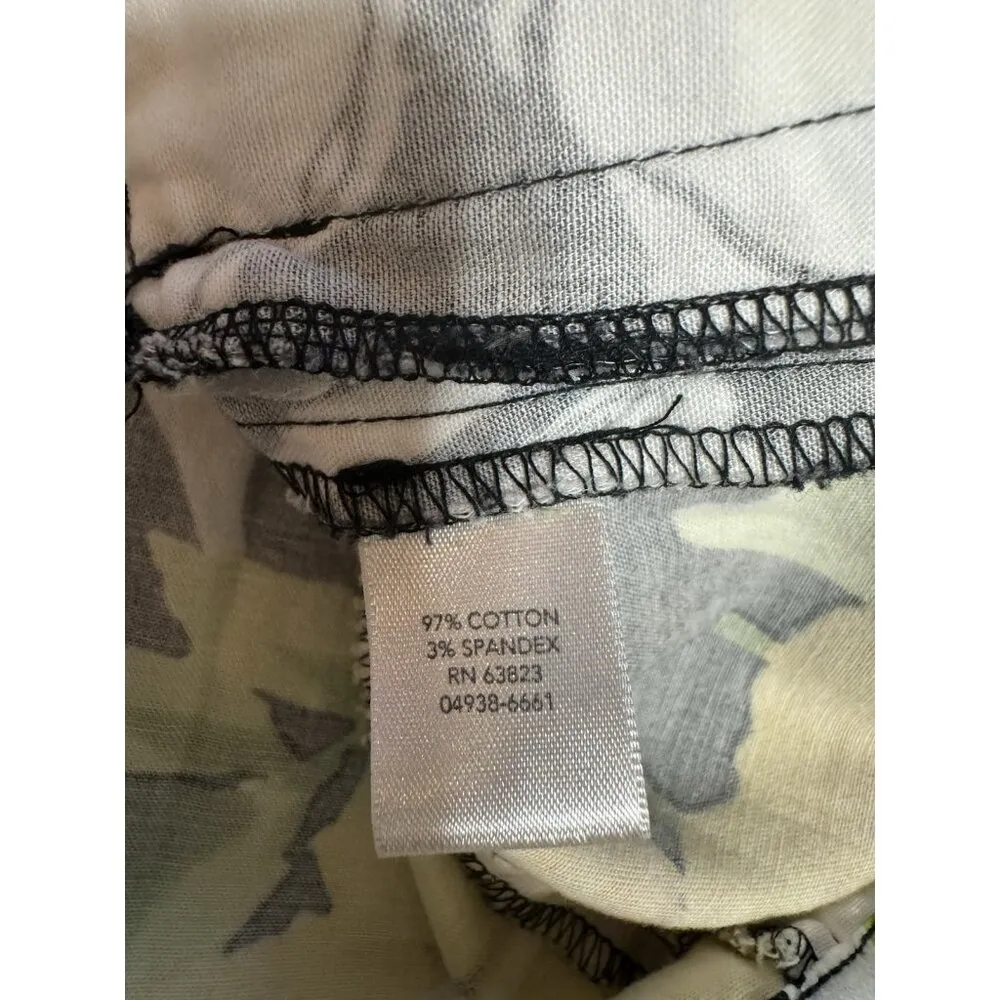 97% COTTON
3% SPANDEX
RN 63823
04938-6661